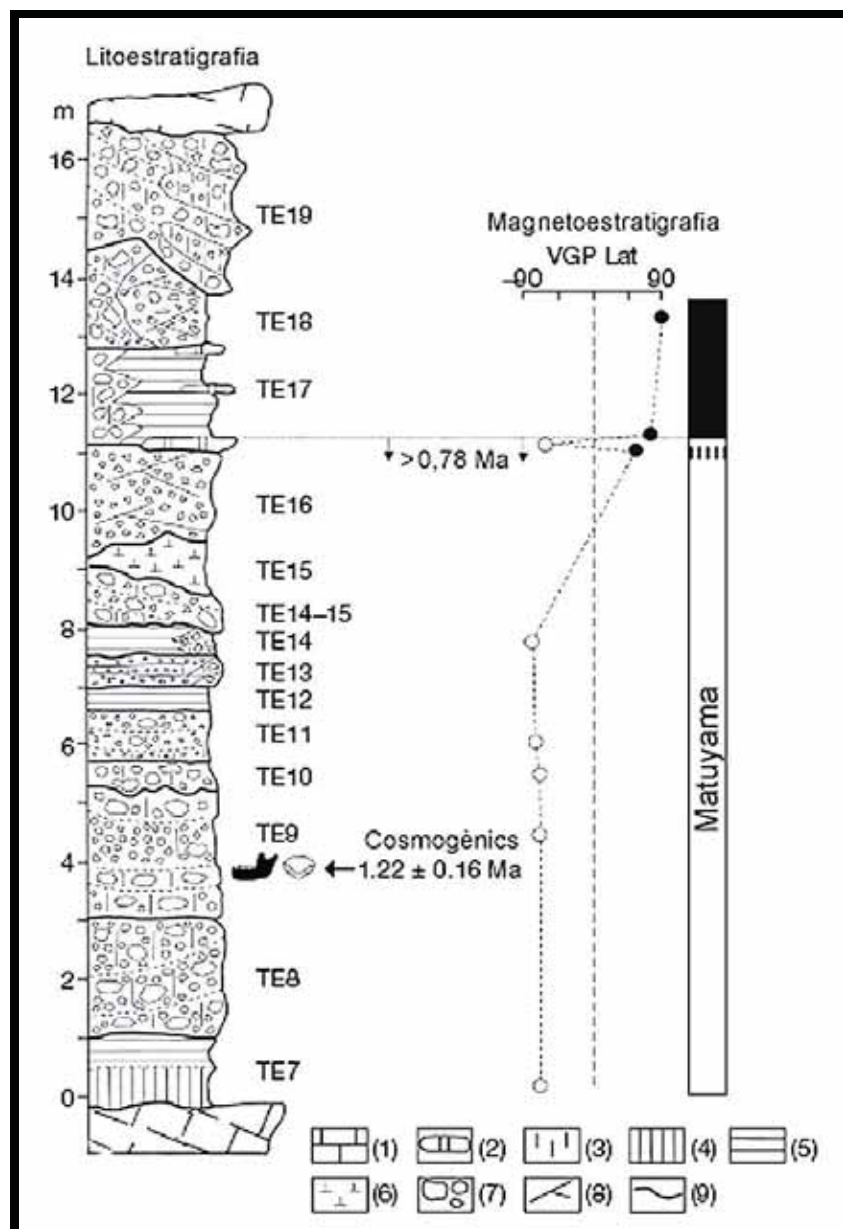 Litoestratigrafia
m
16
TE19
Magnetoestratigrafia
VGP Lat
–90 90
14
TE18
12
TE17
>0,78 Ma
10
TE16
TE15
TE14–15
8
TE14
TE13
TE12
TE11
6
TE10
TE9
Cosmogènics
4
1.22 ± 0.16 Ma
Matuyama
TE8
2
TE7
0
(1) (2) (3) (4) (5)
(6) (7) (8) (9)